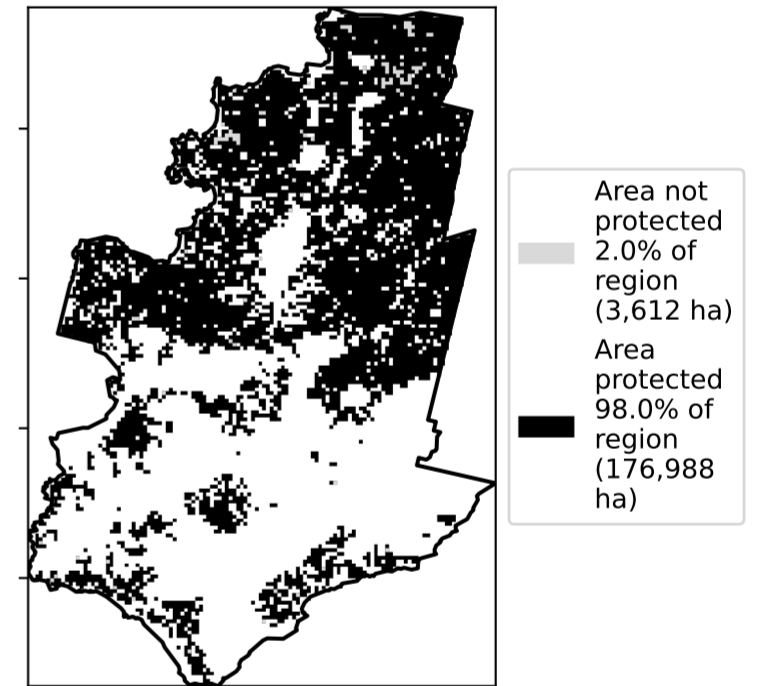 Area not
protected
2.0% of
region
(3,612 ha)
Area
protected
98.0% of
region
(176,988
ha)